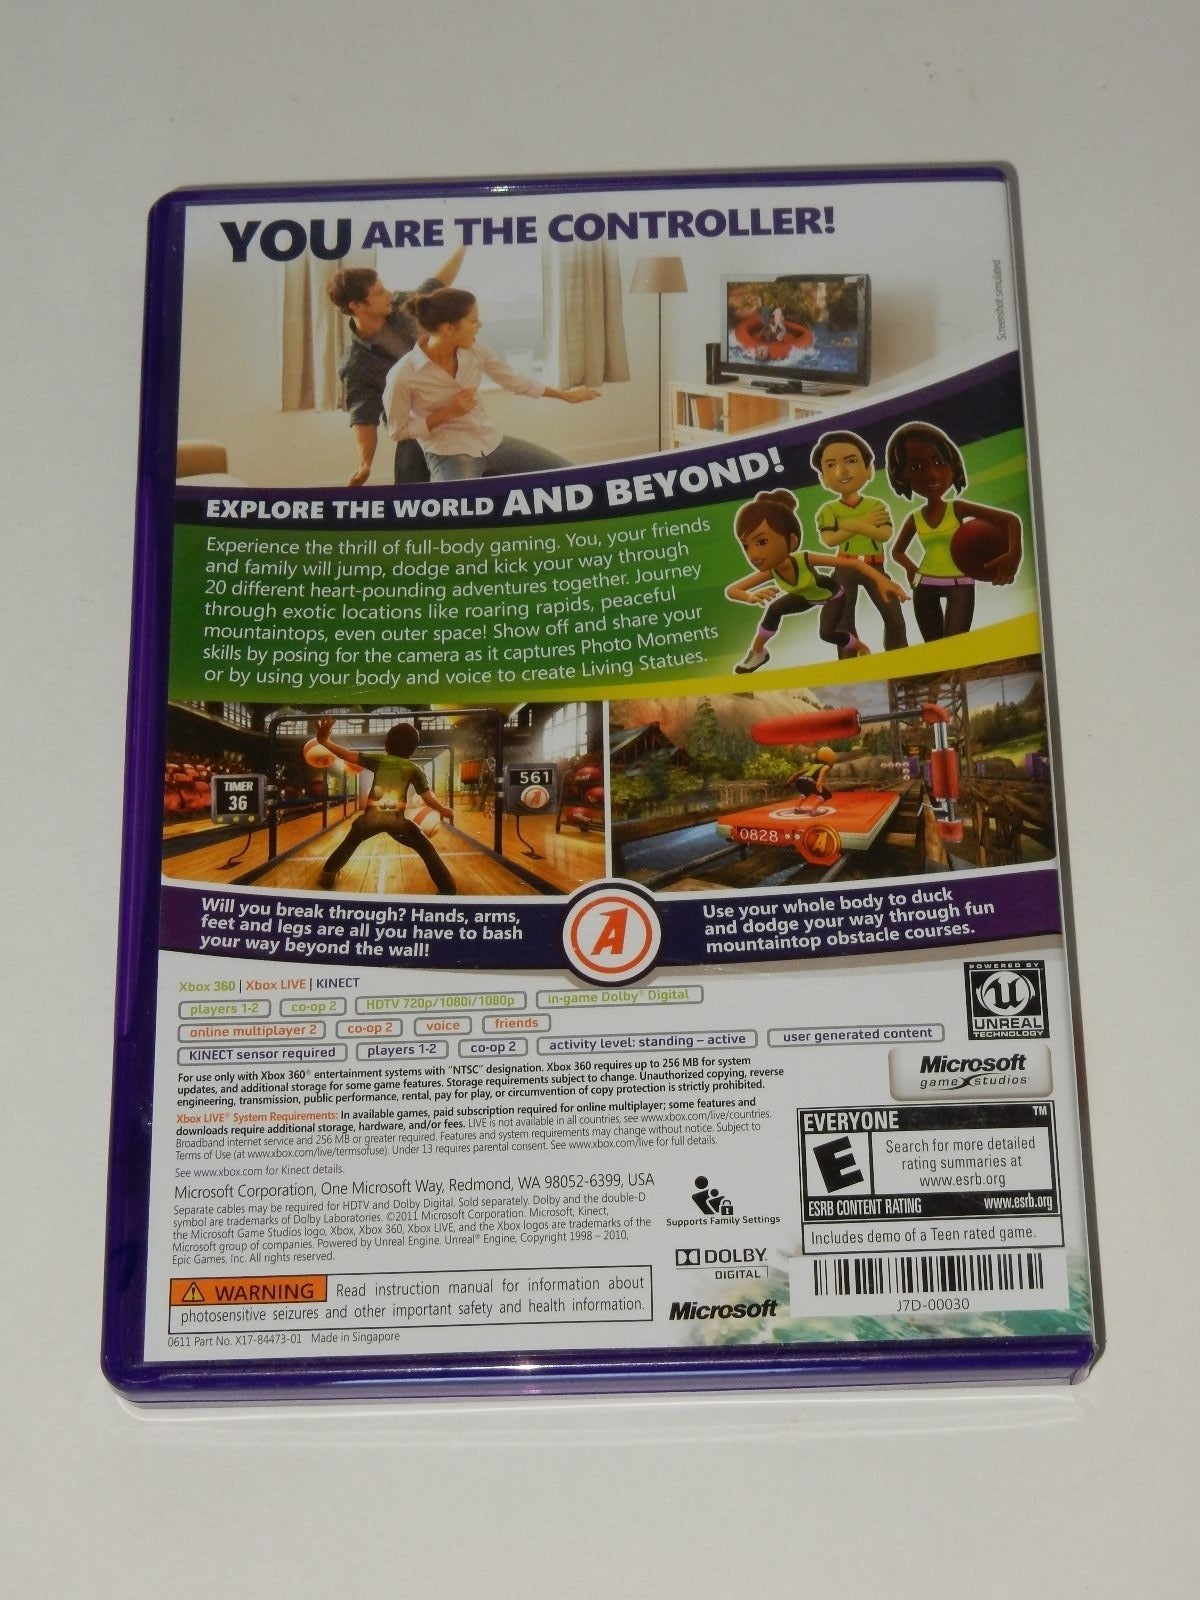 YOU ARE THE CONTROLLER!
Screenshot simulated
EXPLORE THE WORLD AND BEYOND!
Experience the thrill of full-body gaming. You, your friends
and family will jump, dodge and kick your way through
20 different heart-pounding adventures together. Journey
through exotic locations like roaring rapids, peaceful
mountaintops, even outer space! Show off and share your
skills by posing for the camera as it captures Photo Moments
or by using your body and voice to create Living Statues.
TIMER
36
561
A
0828
A
Will you break through? Hands, arms,
feet and legs are all you have to bash
your way beyond the wall!
A
Use your whole body to duck
and dodge your way through fun
mountaintop obstacle courses.
Xbox 360 | Xbox LIVE | KINECT
players 1-2 co-op 2 HDTV 720p/1080i/1080p in-game Dolby® Digital
online multiplayer 2 co-op 2 voice friends
KINECT sensor required players 1-2 co-op 2 activity level: standing – active user generated content
POWERED BY
U
UNREAL
TECHNOLOGY
Microsoft
game studios®
For use only with Xbox 360® entertainment systems with "NTSC" designation. Xbox 360 requires up to 256 MB for system
updates, and additional storage for some game features. Storage requirements subject to change. Unauthorized copying, reverse
engineering, transmission, public performance, rental, pay for play, or circumvention of copy protection is strictly prohibited.
Xbox LIVE® System Requirements: In available games, paid subscription required for online multiplayer; some features and
downloads require additional storage, hardware, and/or fees. LIVE is not available in all countries, see www.xbox.com/live/countries.
Broadband internet service and 256 MB or greater required. Features and system requirements may change without notice. Subject to
Terms of Use (at www.xbox.com/live/termsofuse). Under 13 requires parental consent. See www.xbox.com/live for full details.
See www.xbox.com for Kinect details.
Microsoft Corporation, One Microsoft Way, Redmond, WA 98052-6399, USA
Separate cables may be required for HDTV and Dolby Digital. Sold separately. Dolby and the double-D
symbol are trademarks of Dolby Laboratories. ©2011 Microsoft Corporation. Microsoft, Kinect,
the Microsoft Game Studios logo, Xbox, Xbox 360, Xbox LIVE, and the Xbox logos are trademarks of the
Microsoft group of companies. Powered by Unreal Engine. Unreal® Engine, Copyright 1998 – 2010,
Epic Games, Inc. All rights reserved.
Supports Family Settings
DOLBY
DIGITAL
Microsoft®
EVERYONE TM
E
Search for more detailed
rating summaries at
www.esrb.org
ESRB CONTENT RATING www.esrb.org
Includes demo of a Teen rated game.
J7D-00030
WARNING Read instruction manual for information about
photosensitive seizures and other important safety and health information.
0611 Part No. X17-84473-01 Made in Singapore